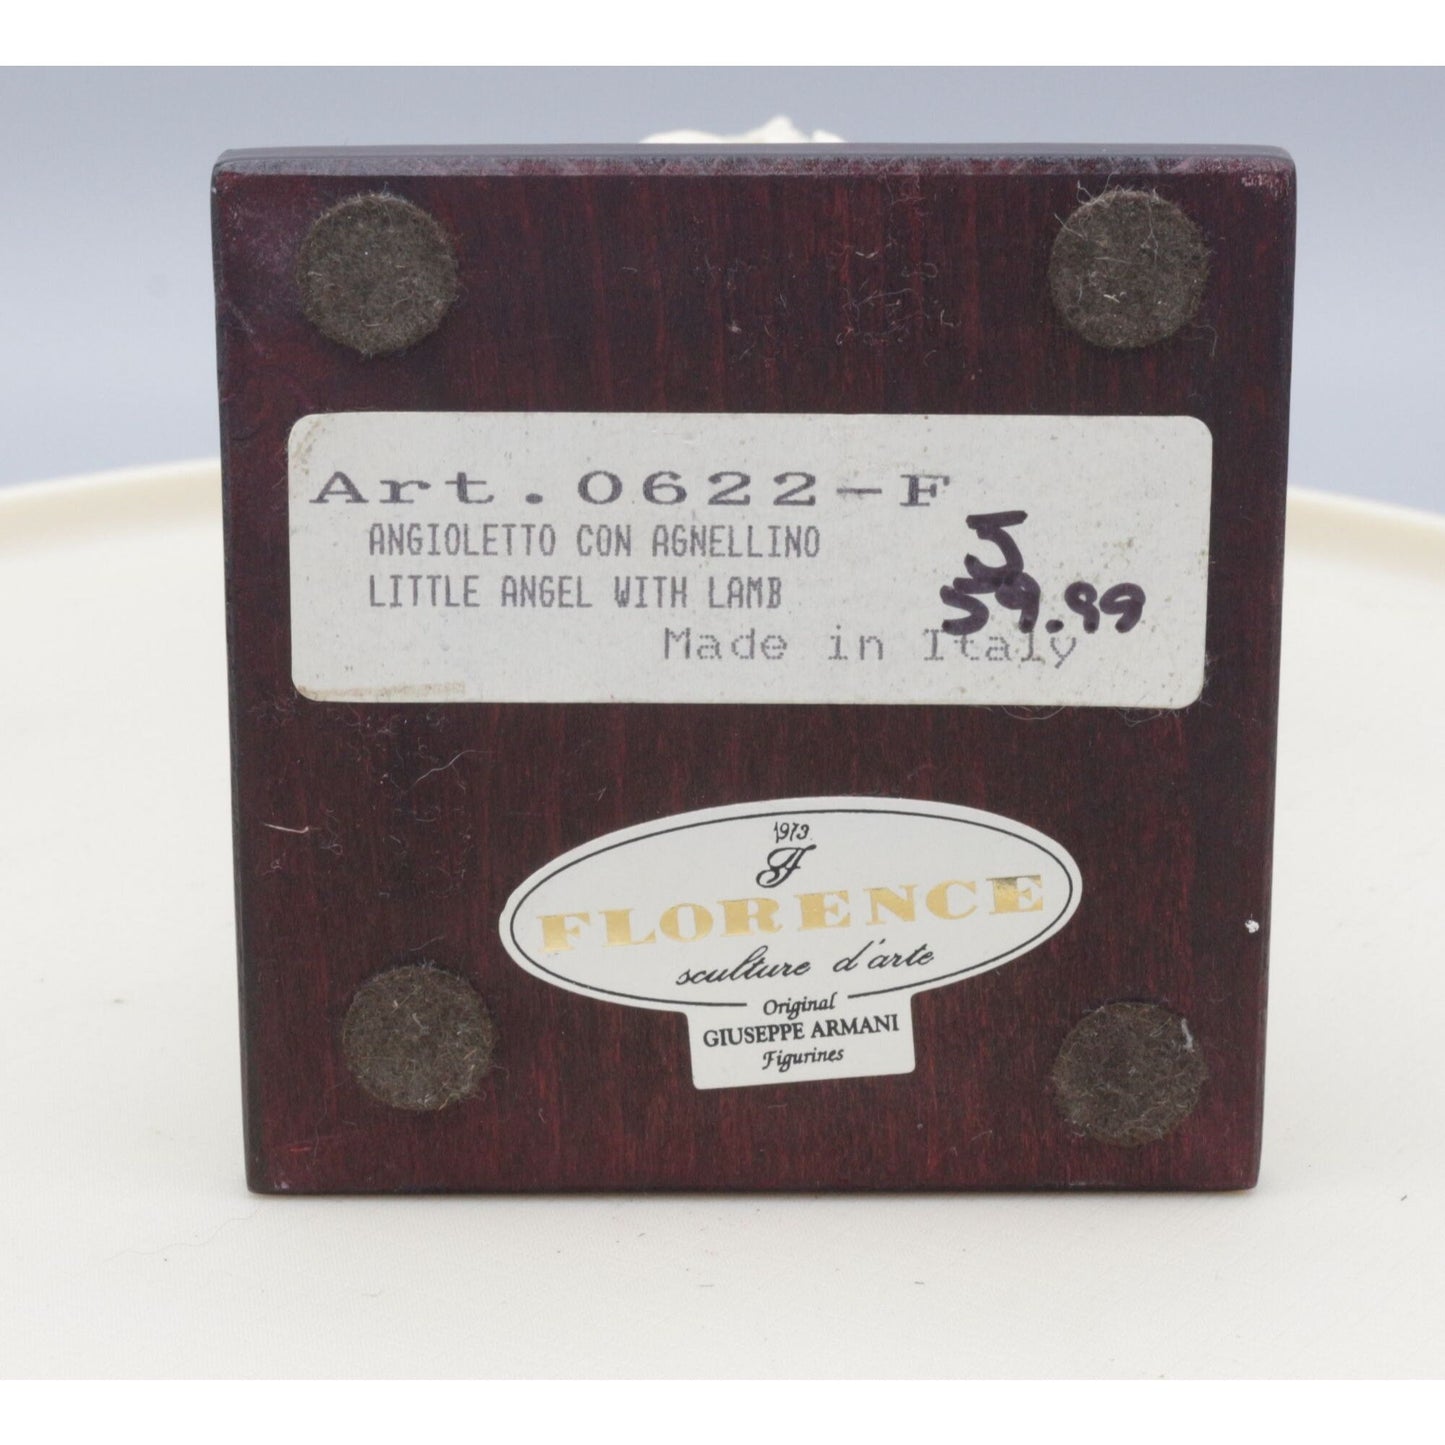 Art. 0622-F
ANGIOLETTO CON AGNELLINO
LITTLE ANGEL WITH LAMB
Made in Italy
J
59.99
1973
FLORENCE
sculture d'arte
Original
GIUSEPPE ARMANI
Figurines